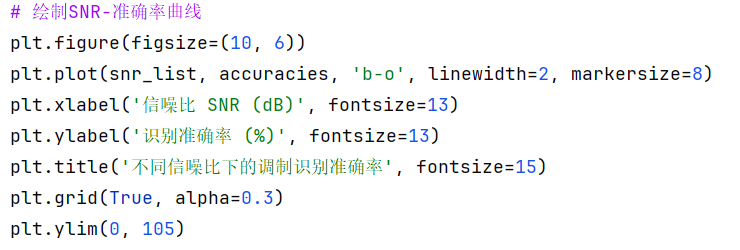 # 绘制SNR-准确率曲线
plt.figure(figsize=(10, 6))
plt.plot(snr_list, accuracies, 'b-o', linewidth=2, markersize=8)
plt.xlabel('信噪比 SNR (dB)', fontsize=13)
plt.ylabel('识别准确率 (%)', fontsize=13)
plt.title('不同信噪比下的调制识别准确率', fontsize=15)
plt.grid(True, alpha=0.3)
plt.ylim(0, 105)